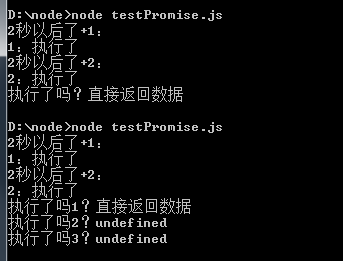 D:\node>node testPromise.js
2秒以后了+1:
1：执行了
2秒以后了+2:
2：执行了
执行了吗？直接返回数据
D:\node>node testPromise.js
2秒以后了+1:
1：执行了
2秒以后了+2:
2：执行了
执行了吗1？直接返回数据
执行了吗2？undefined
执行了吗3？undefined